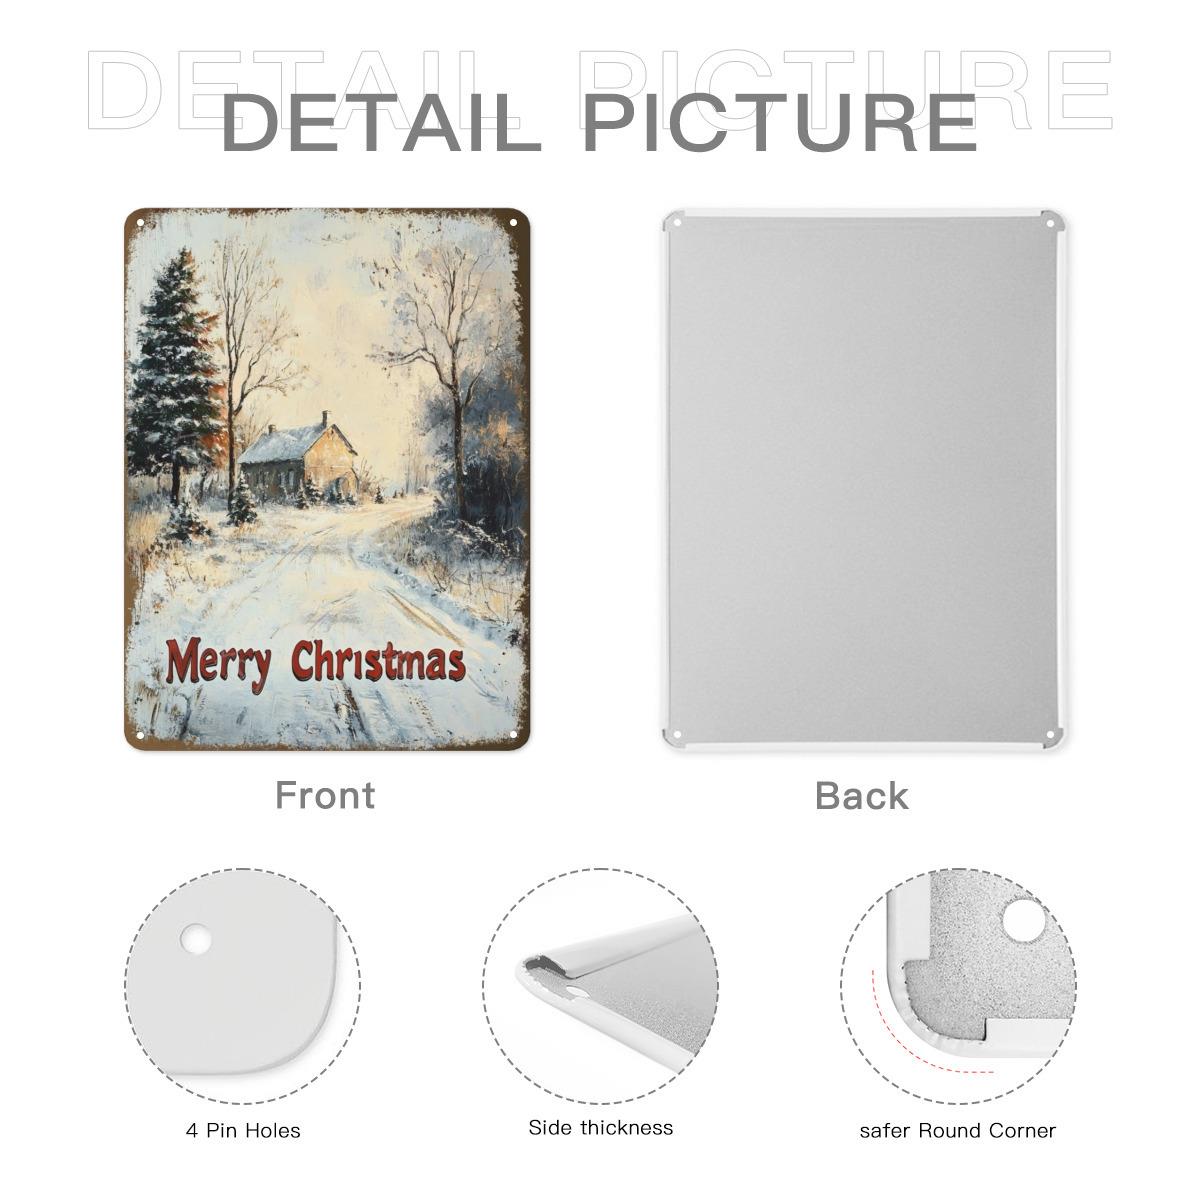 DETAIL PICTURE
DETAIL PICTURE
Merry Christmas
Front
Back
4 Pin Holes
Side thickness
safer Round Corner